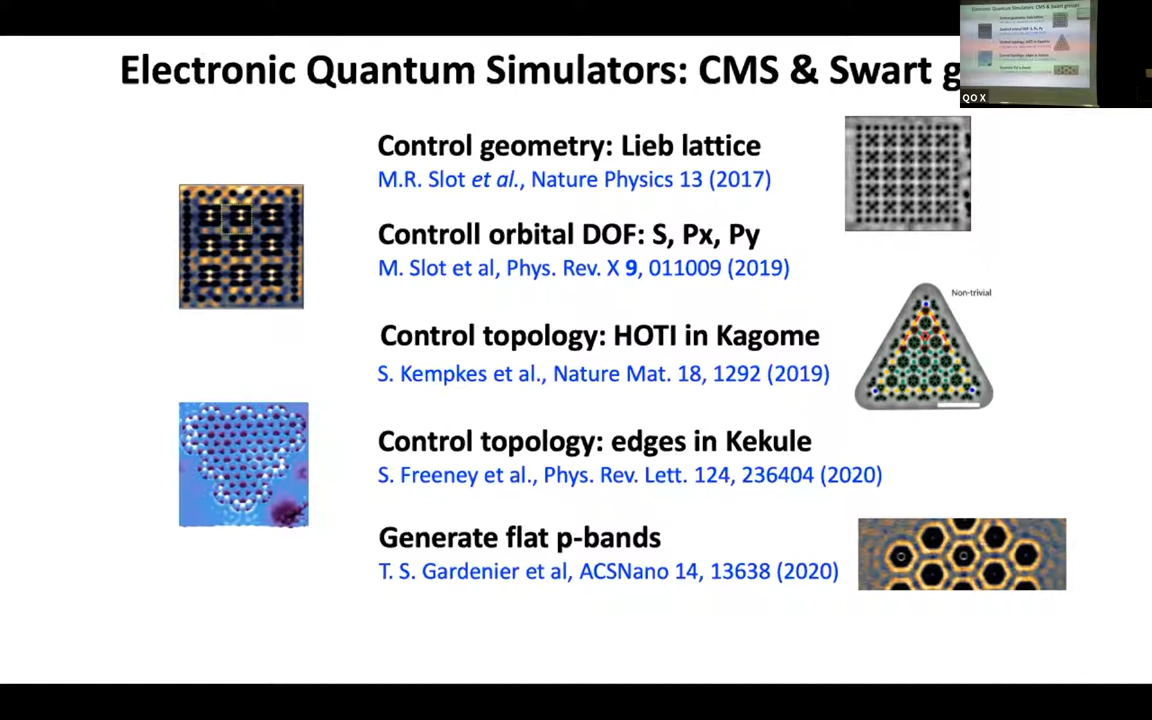 Electronic Quantum Simulators: CMS & Swart g
QO X
Control geometry: Lieb lattice
M.R. Slot et al., Nature Physics 13 (2017)
Controll orbital DOF: S, Px, Py
M. Slot et al, Phys. Rev. X 9, 011009 (2019)
Non-trivial
Control topology: HOTI in Kagome
S. Kempkes et al., Nature Mat. 18, 1292 (2019)
Control topology: edges in Kekule
S. Freeney et al., Phys. Rev. Lett. 124, 236404 (2020)
Generate flat p-bands
T. S. Gardenier et al, ACSNano 14, 13638 (2020)